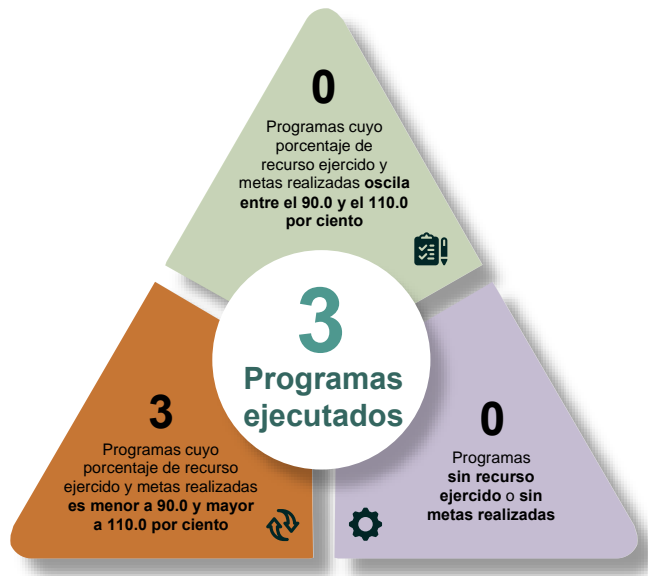 0
Programas cuyo
porcentaje de
recurso ejercido y
metas realizadas oscila
entre el 90.0 y el 110.0
por ciento
3
Programas
ejecutados
3
Programas cuyo
porcentaje de recurso
ejercido y metas realizadas
es menor a 90.0 y mayor
a 110.0 por ciento
0
Programas
sin recurso
ejercido o sin
metas realizadas